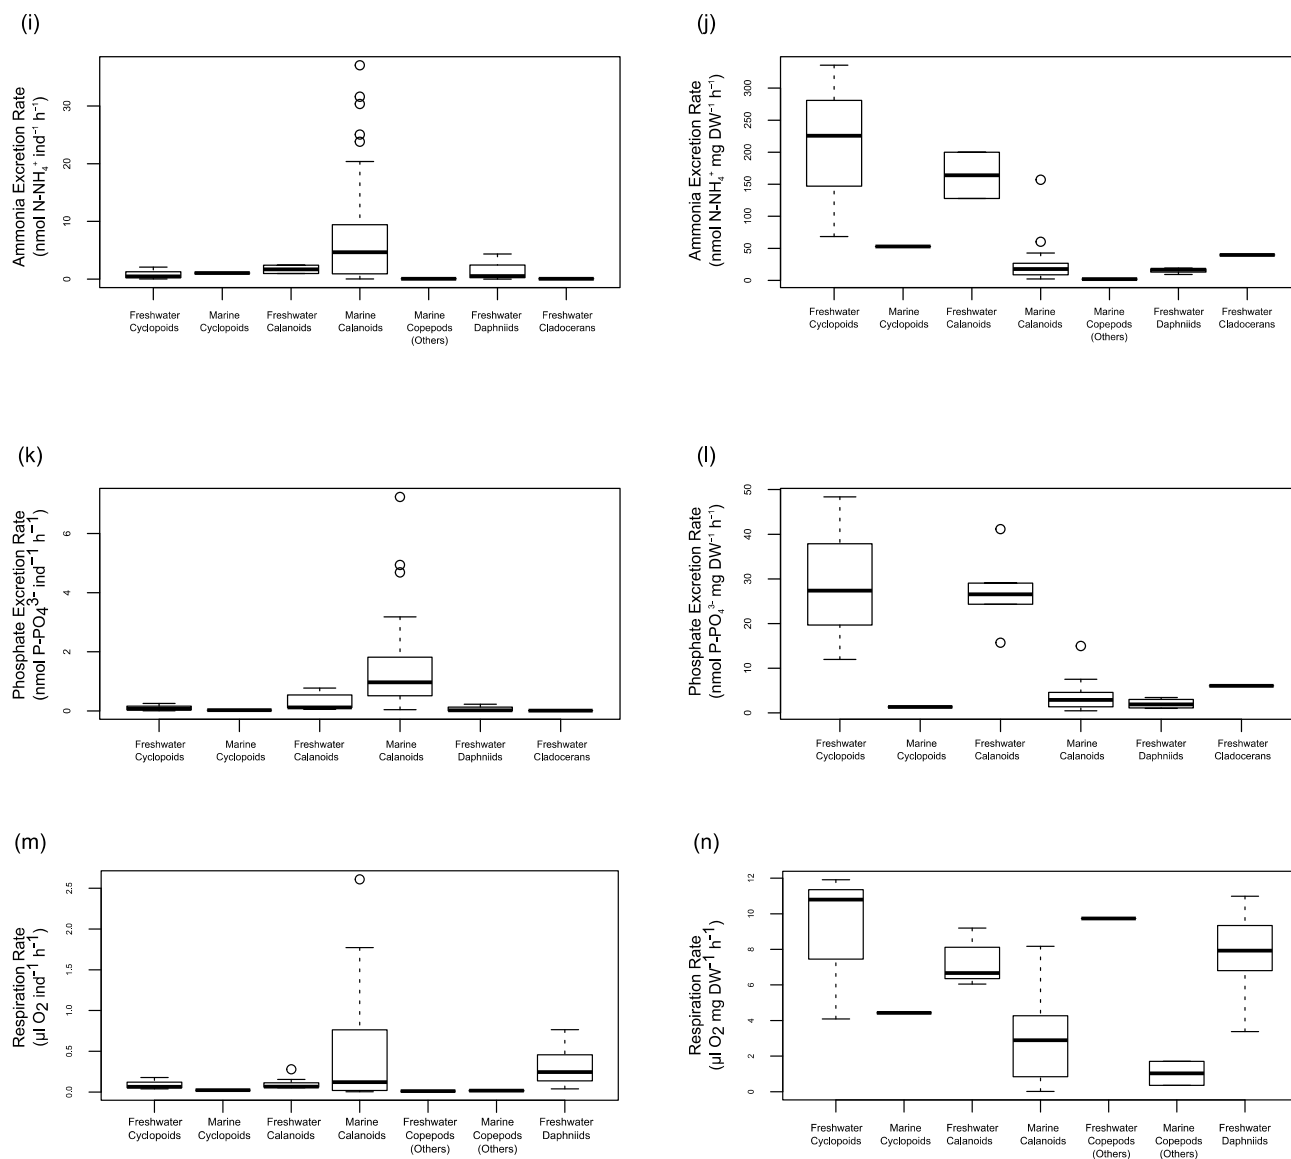 (i)
Ammonia Excretion Rate
(nmol N-NH₄⁺ ind⁻¹ h⁻¹)
30
20
10
0
Freshwater Cyclopoids
Marine Cyclopoids
Freshwater Calanoids
Marine Calanoids
Marine Copepods (Others)
Freshwater Daphniids
Freshwater Cladocerans
(j)
Ammonia Excretion Rate
(nmol N-NH₄⁺ mg DW⁻¹ h⁻¹)
300
250
200
150
100
50
0
Freshwater Cyclopoids
Marine Cyclopoids
Freshwater Calanoids
Marine Calanoids
Marine Copepods (Others)
Freshwater Daphniids
Freshwater Cladocerans
(k)
Phosphate Excretion Rate
(nmol P-PO₄³⁻ ind⁻¹ h⁻¹)
6
4
2
0
Freshwater Cyclopoids
Marine Cyclopoids
Freshwater Calanoids
Marine Calanoids
Freshwater Daphniids
Freshwater Cladocerans
(l)
Phosphate Excretion Rate
(nmol P-PO₄³⁻ mg DW⁻¹ h⁻¹)
50
40
30
20
10
0
Freshwater Cyclopoids
Marine Cyclopoids
Freshwater Calanoids
Marine Calanoids
Freshwater Daphniids
Freshwater Cladocerans
(m)
Respiration Rate
(µl O₂ ind⁻¹ h⁻¹)
2.5
2.0
1.5
1.0
0.5
0.0
Freshwater Cyclopoids
Marine Cyclopoids
Freshwater Calanoids
Marine Calanoids
Freshwater Copepods (Others)
Marine Copepods (Others)
Freshwater Daphniids
(n)
Respiration Rate
(µl O₂ mg DW⁻¹ h⁻¹)
12
10
8
6
4
2
0
Freshwater Cyclopoids
Marine Cyclopoids
Freshwater Calanoids
Marine Calanoids
Freshwater Copepods (Others)
Marine Copepods (Others)
Freshwater Daphniids